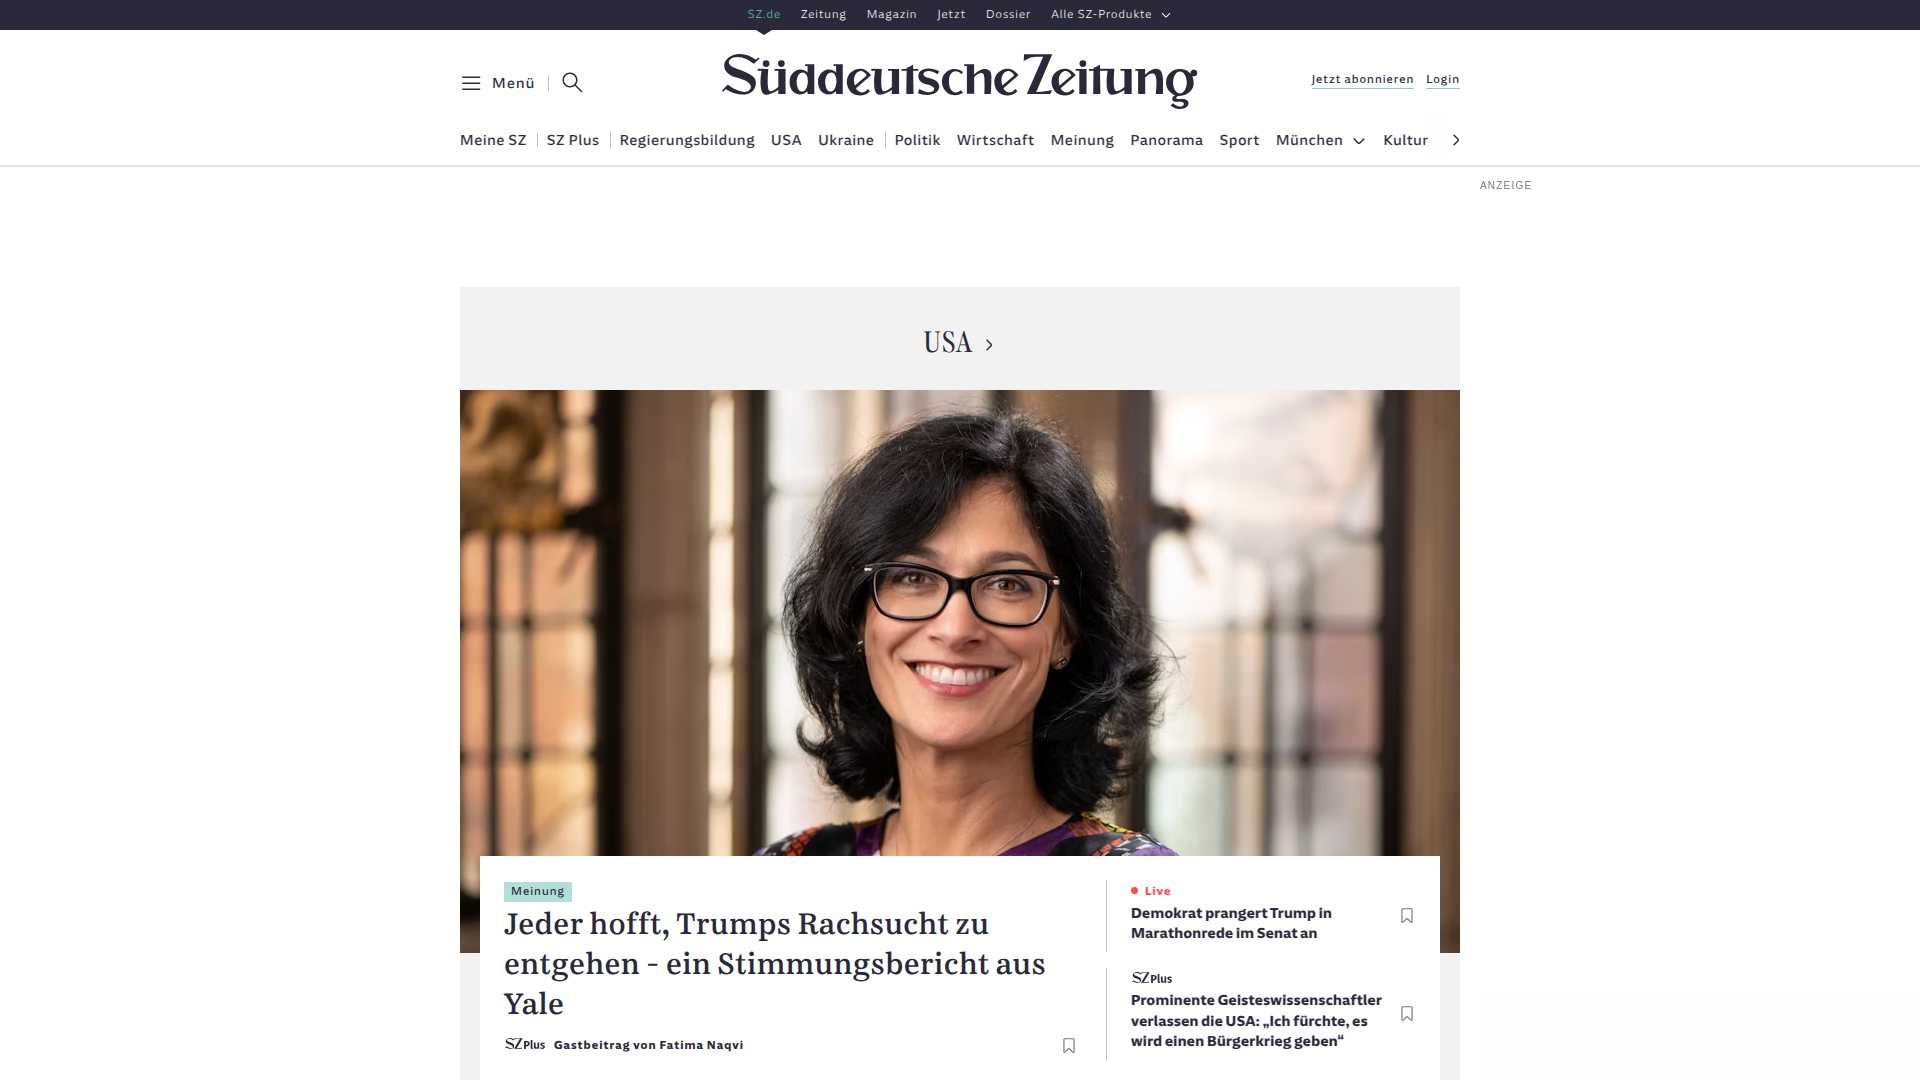 SZ.de Zeitung Magazin Jetzt Dossier Alle SZ-Produkte
Menü
Süddeutsche Zeitung
Jetzt abonnieren Login
Meine SZ SZ Plus Regierungsbildung USA Ukraine Politik Wirtschaft Meinung Panorama Sport München Kultur
ANZEIGE
USA
Meinung
Jeder hofft, Trumps Rachsucht zu
entgehen - ein Stimmungsbericht aus
Yale
SZ Plus Gastbeitrag von Fatima Naqvi
Live
Demokrat prangert Trump in
Marathonrede im Senat an
SZ Plus
Prominente Geisteswissenschaftler
verlassen die USA: „Ich fürchte, es
wird einen Bürgerkrieg geben“